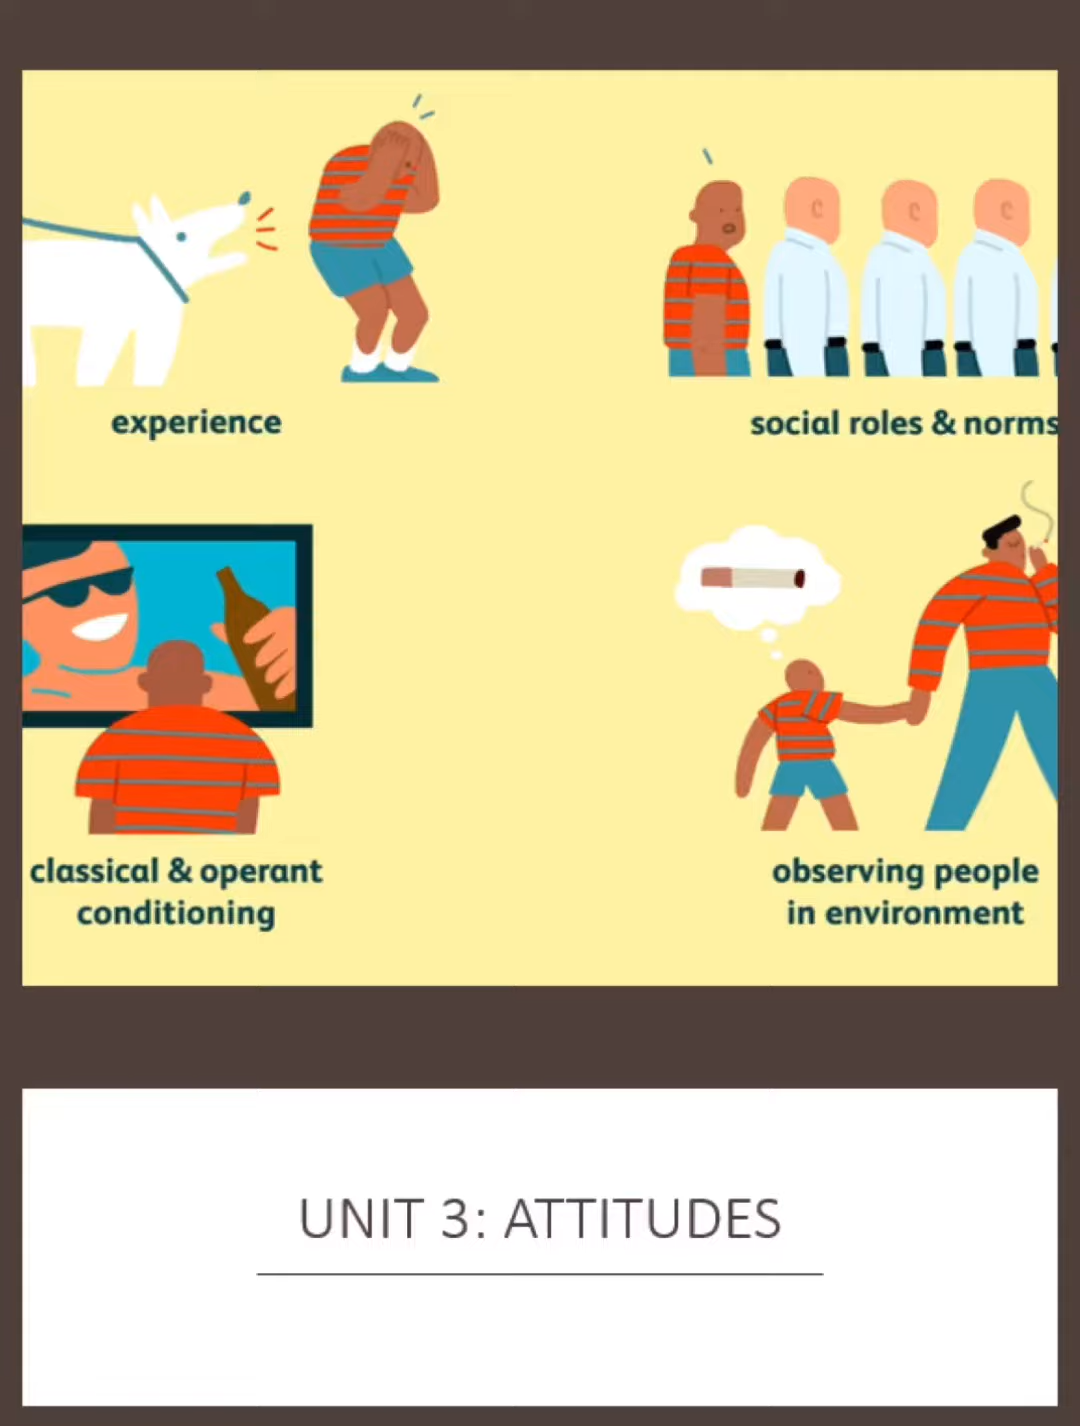 experience
social roles & norms
classical & operant
conditioning
observing people
in environment
UNIT 3: ATTITUDES